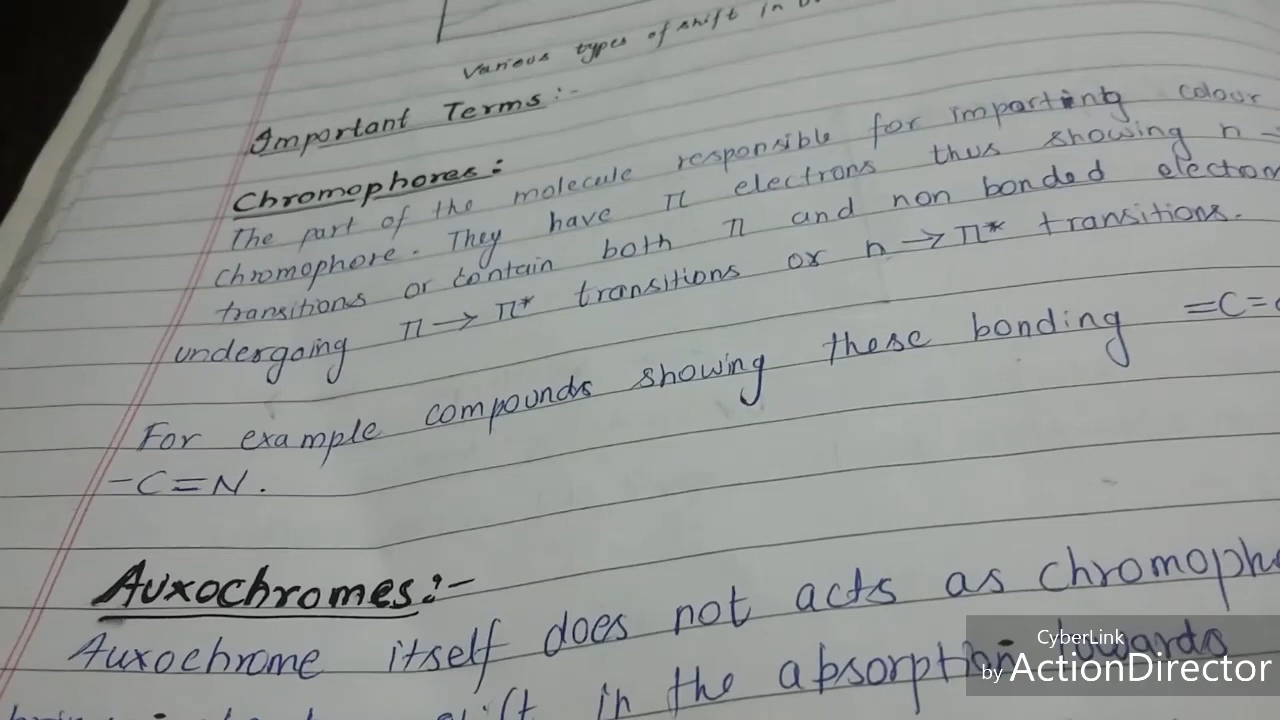 Various types of shift in
Important Terms:-
Chromophores:
The part of the molecule responsible for imparting colour
chromophore. They have π electrons thus showing n
transitions or contain both π and non bonded electron
undergoing π → π* transitions or n → π* transitions.
For example compounds showing these bonding =C=
-C=N.
Auxochromes:-
Auxochrome itself does not acts as chromoph
in the absorption towards
CyberLink
by ActionDirector